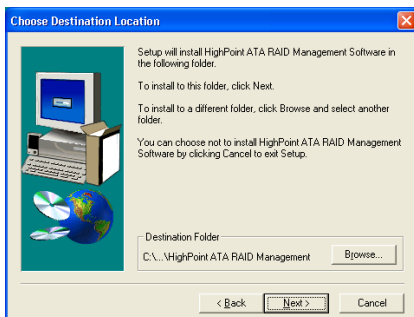 Choose Destination Location
Setup will install HighPoint ATA RAID Management Software in
the following folder.
To install to this folder, click Next.
To install to a different folder, click Browse and select another
folder.
You can choose not to install HighPoint ATA RAID Management
Software by clicking Cancel to exit Setup.
Destination Folder
C:\...\HighPoint ATA RAID Management
Browse...
< Back
Next >
Cancel